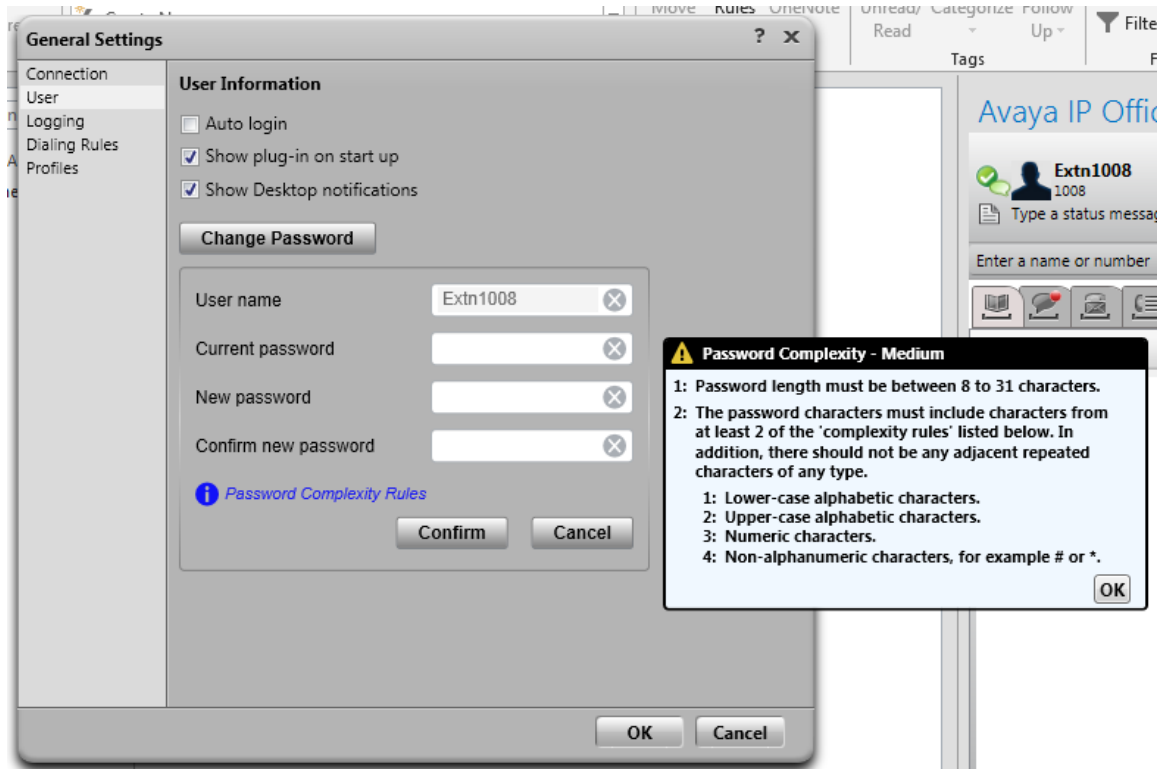 Move Rules OneNote Unread/ Categorize Follow
Read Up
Filte
Tags
General Settings ? x
Connection
User
Logging
Dialing Rules
Profiles
User Information
Auto login
Show plug-in on start up
Show Desktop notifications
Change Password
User name Extn1008
Current password
New password
Confirm new password
Password Complexity Rules
Confirm Cancel
OK Cancel
Avaya IP Offic
Extn1008
1008
Type a status messag
Enter a name or number
Password Complexity - Medium
1: Password length must be between 8 to 31 characters.
2: The password characters must include characters from
at least 2 of the 'complexity rules' listed below. In
addition, there should not be any adjacent repeated
characters of any type.
1: Lower-case alphabetic characters.
2: Upper-case alphabetic characters.
3: Numeric characters.
4: Non-alphanumeric characters, for example # or *.
OK